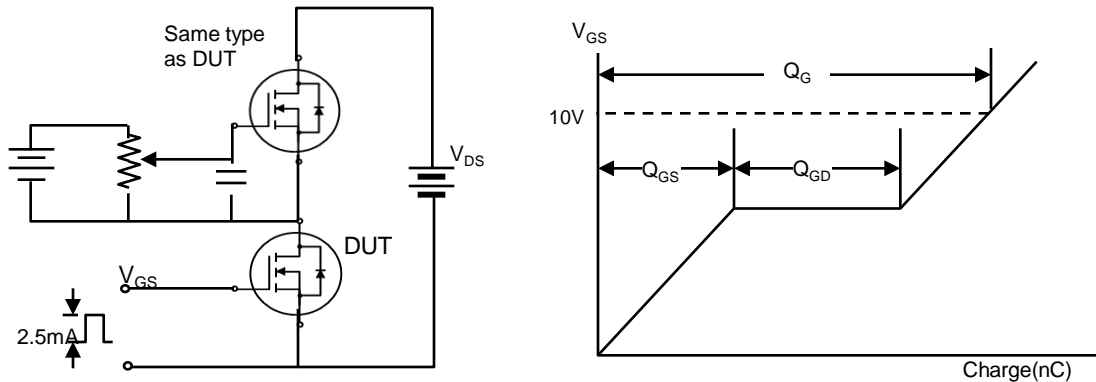 Same type
as DUT
V_DS
DUT
V_GS
2.5mA
V_GS
Q_G
10V
Q_GS
Q_GD
Charge(nC)